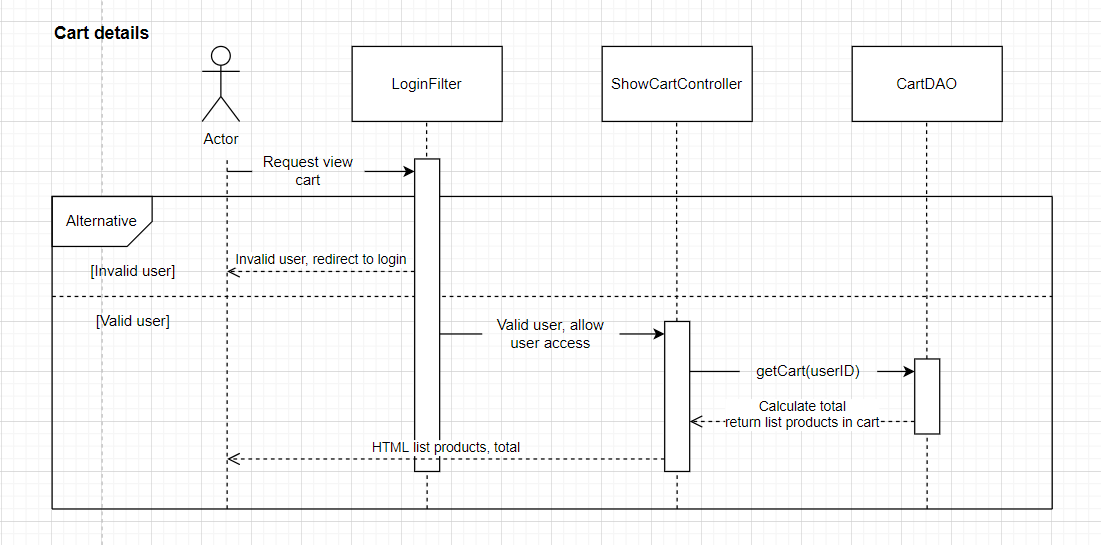 Cart details
LoginFilter
ShowCartController
CartDAO
Actor
Request view
cart
Alternative
Invalid user, redirect to login
[Invalid user]
[Valid user]
Valid user, allow
user access
getCart(userID)
Calculate total
return list products in cart
HTML list products, total